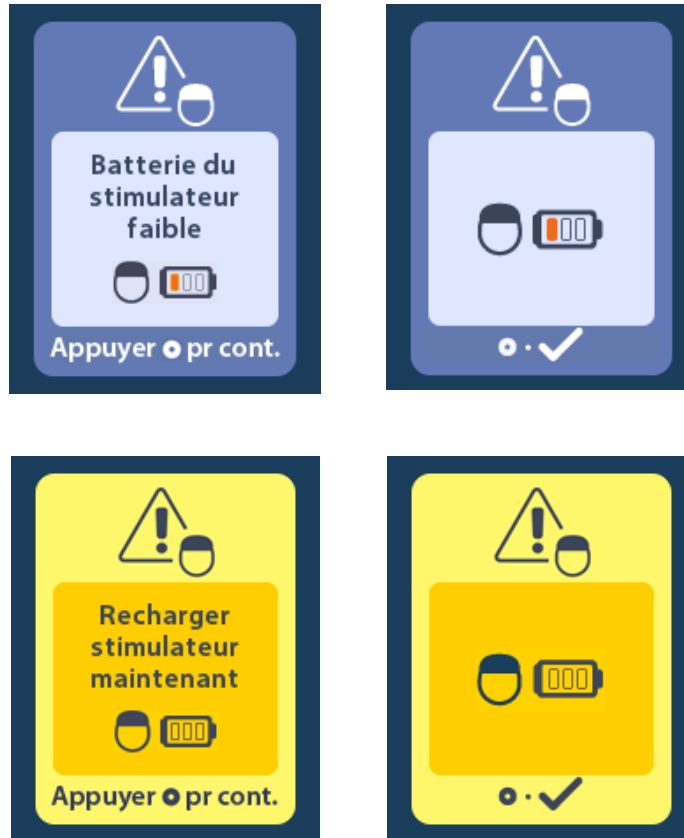 Batterie du
stimulateur
faible
Appuyer pr cont.
Recharger
stimulateur
maintenant
Appuyer pr cont.